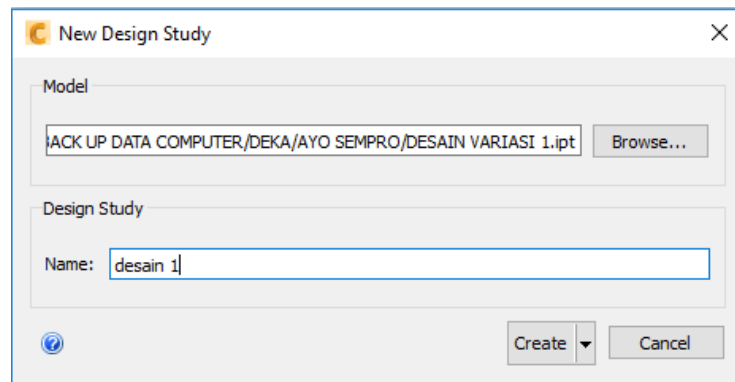 New Design Study
Model
BACK UP DATA COMPUTER/DEKA/AYO SEMPRO/DESAIN VARIASI 1.ipt Browse...
Design Study
Name: desain 1
Create Cancel